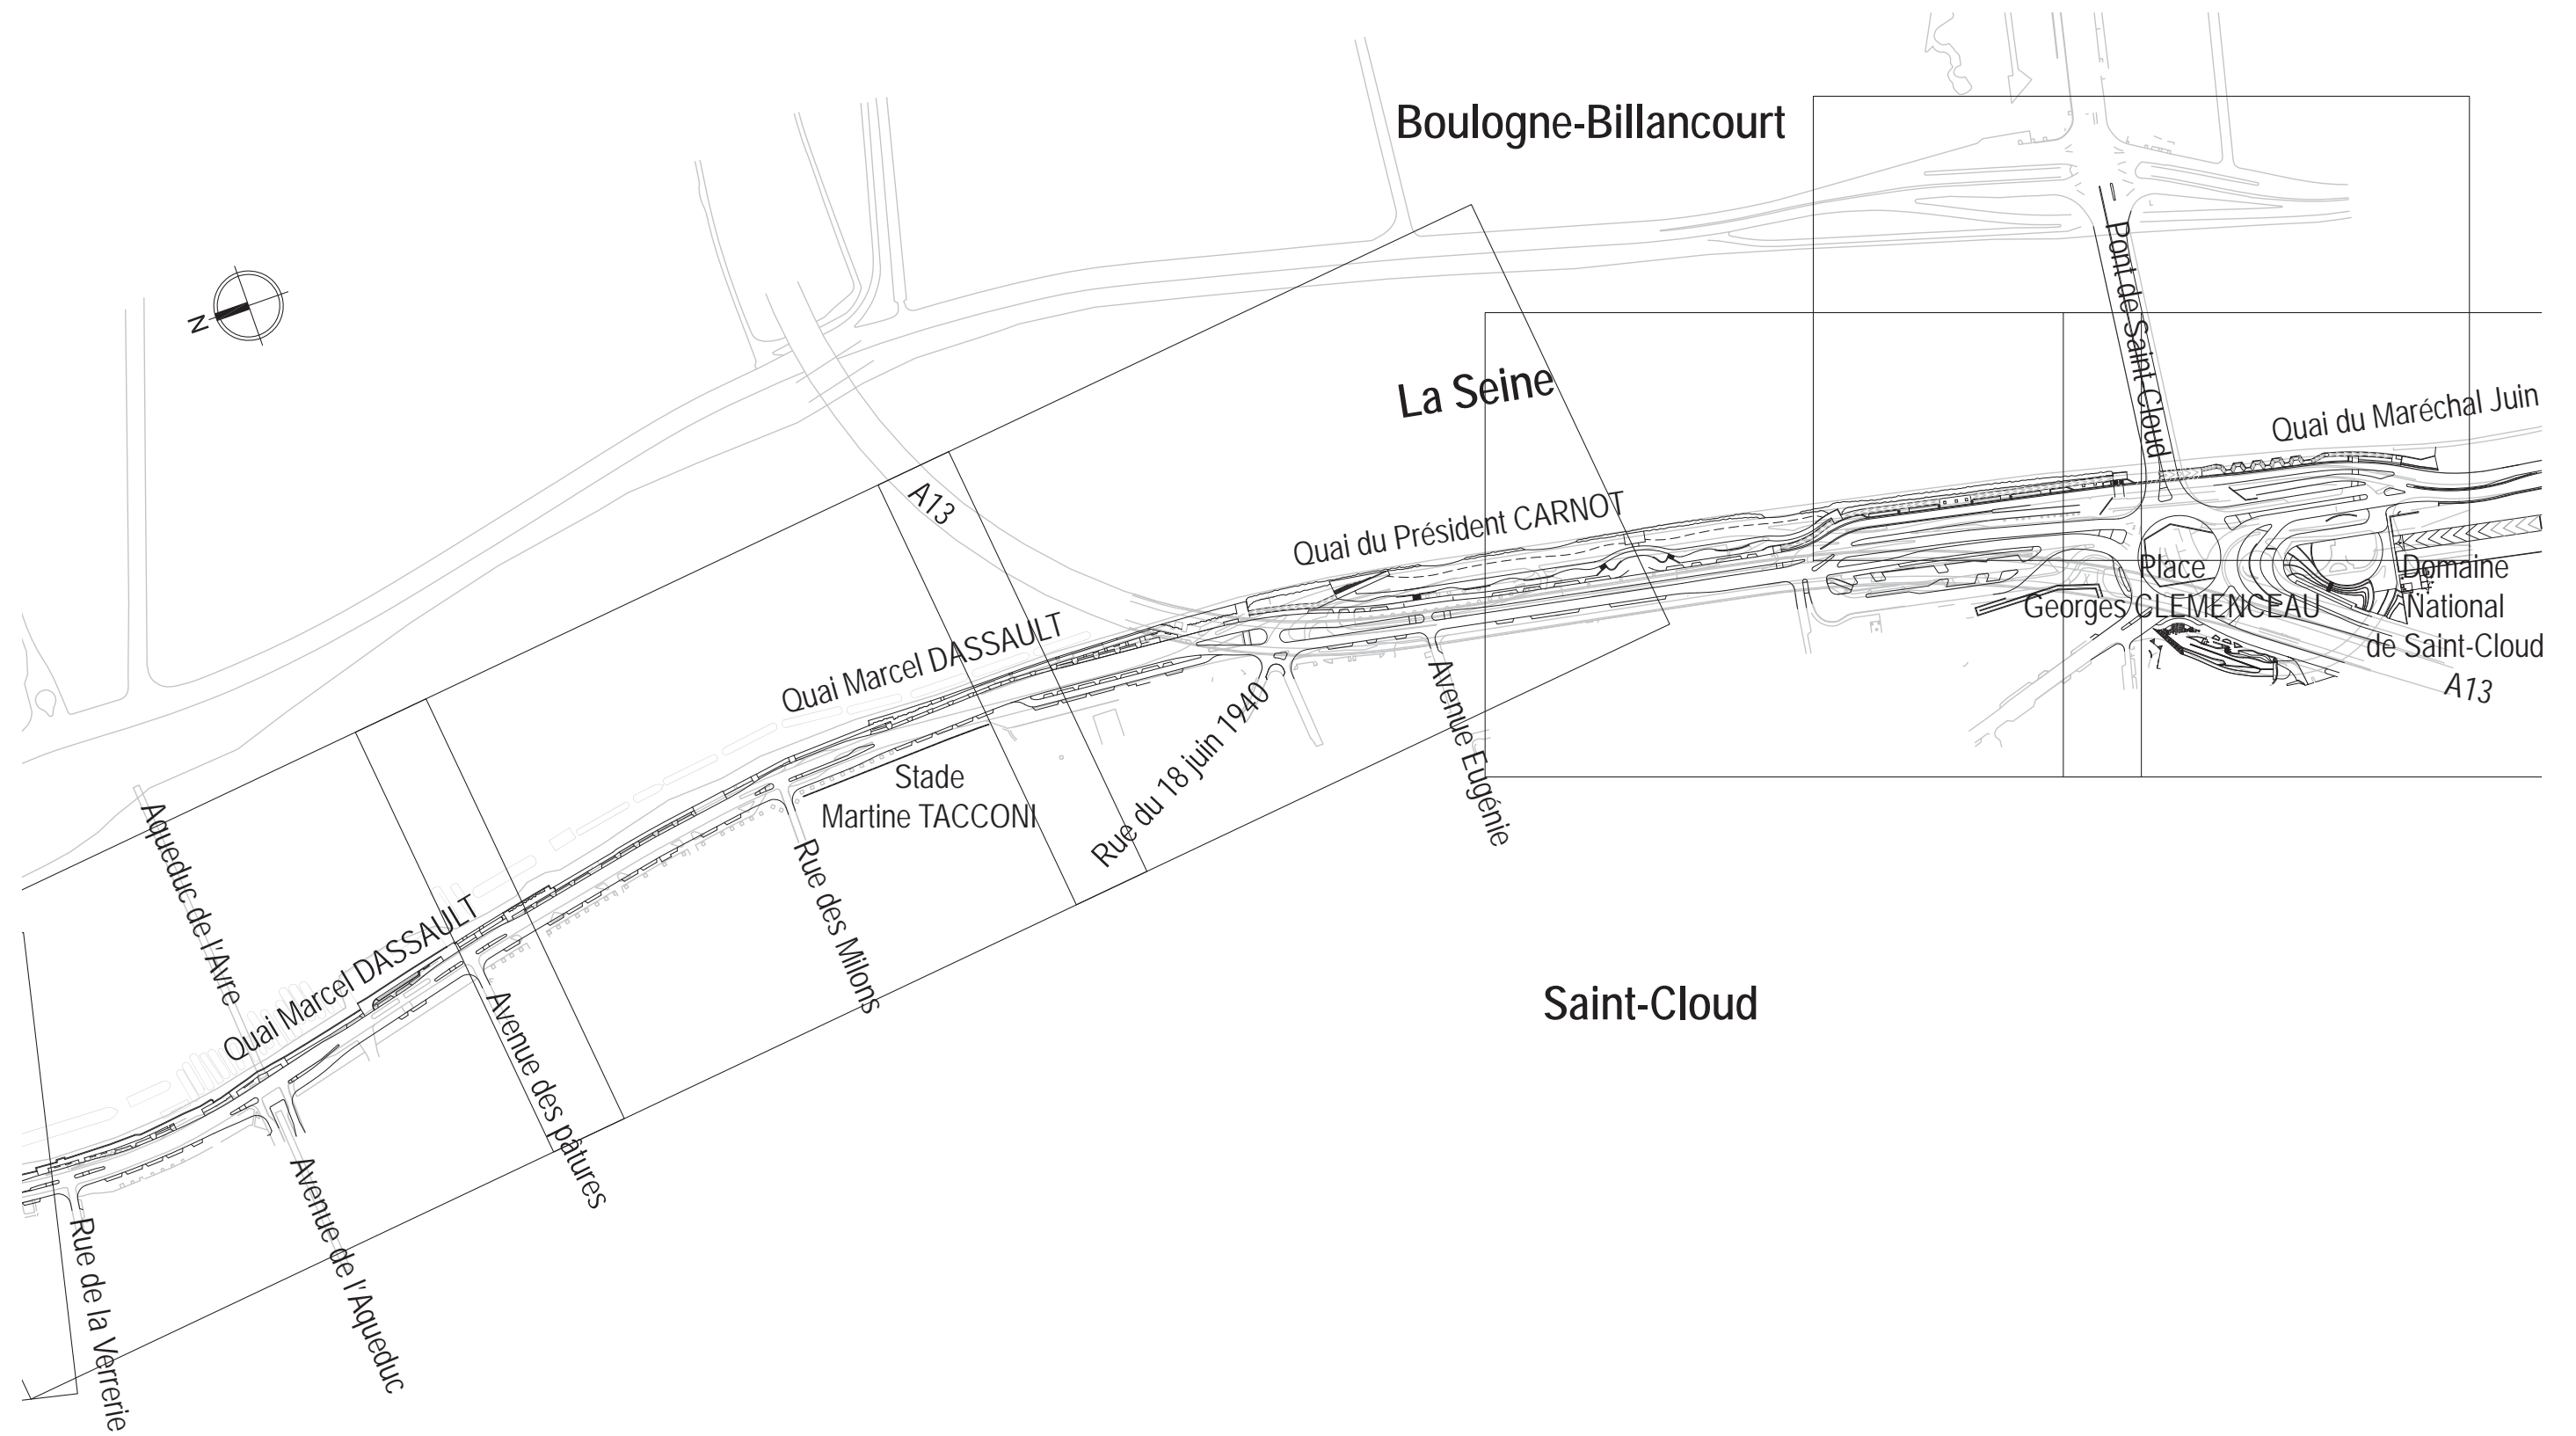 Boulogne-Billancourt
N
La Seine
Pont de Saint-Cloud
Quai du Maréchal Juin
A13
Quai du Président CARNOT
Place
Georges CLEMENCEAU
Domaine
National
de Saint-Cloud
A13
Quai Marcel DASSAULT
Stade
Martine TACCONI
Rue du 18 juin 1940
Avenue Eugénie
Rue des Milons
Aqueduc de l'Avre
Quai Marcel DASSAULT
Avenue des pâtures
Saint-Cloud
Avenue de l'Aqueduc
Rue de la Verrerie